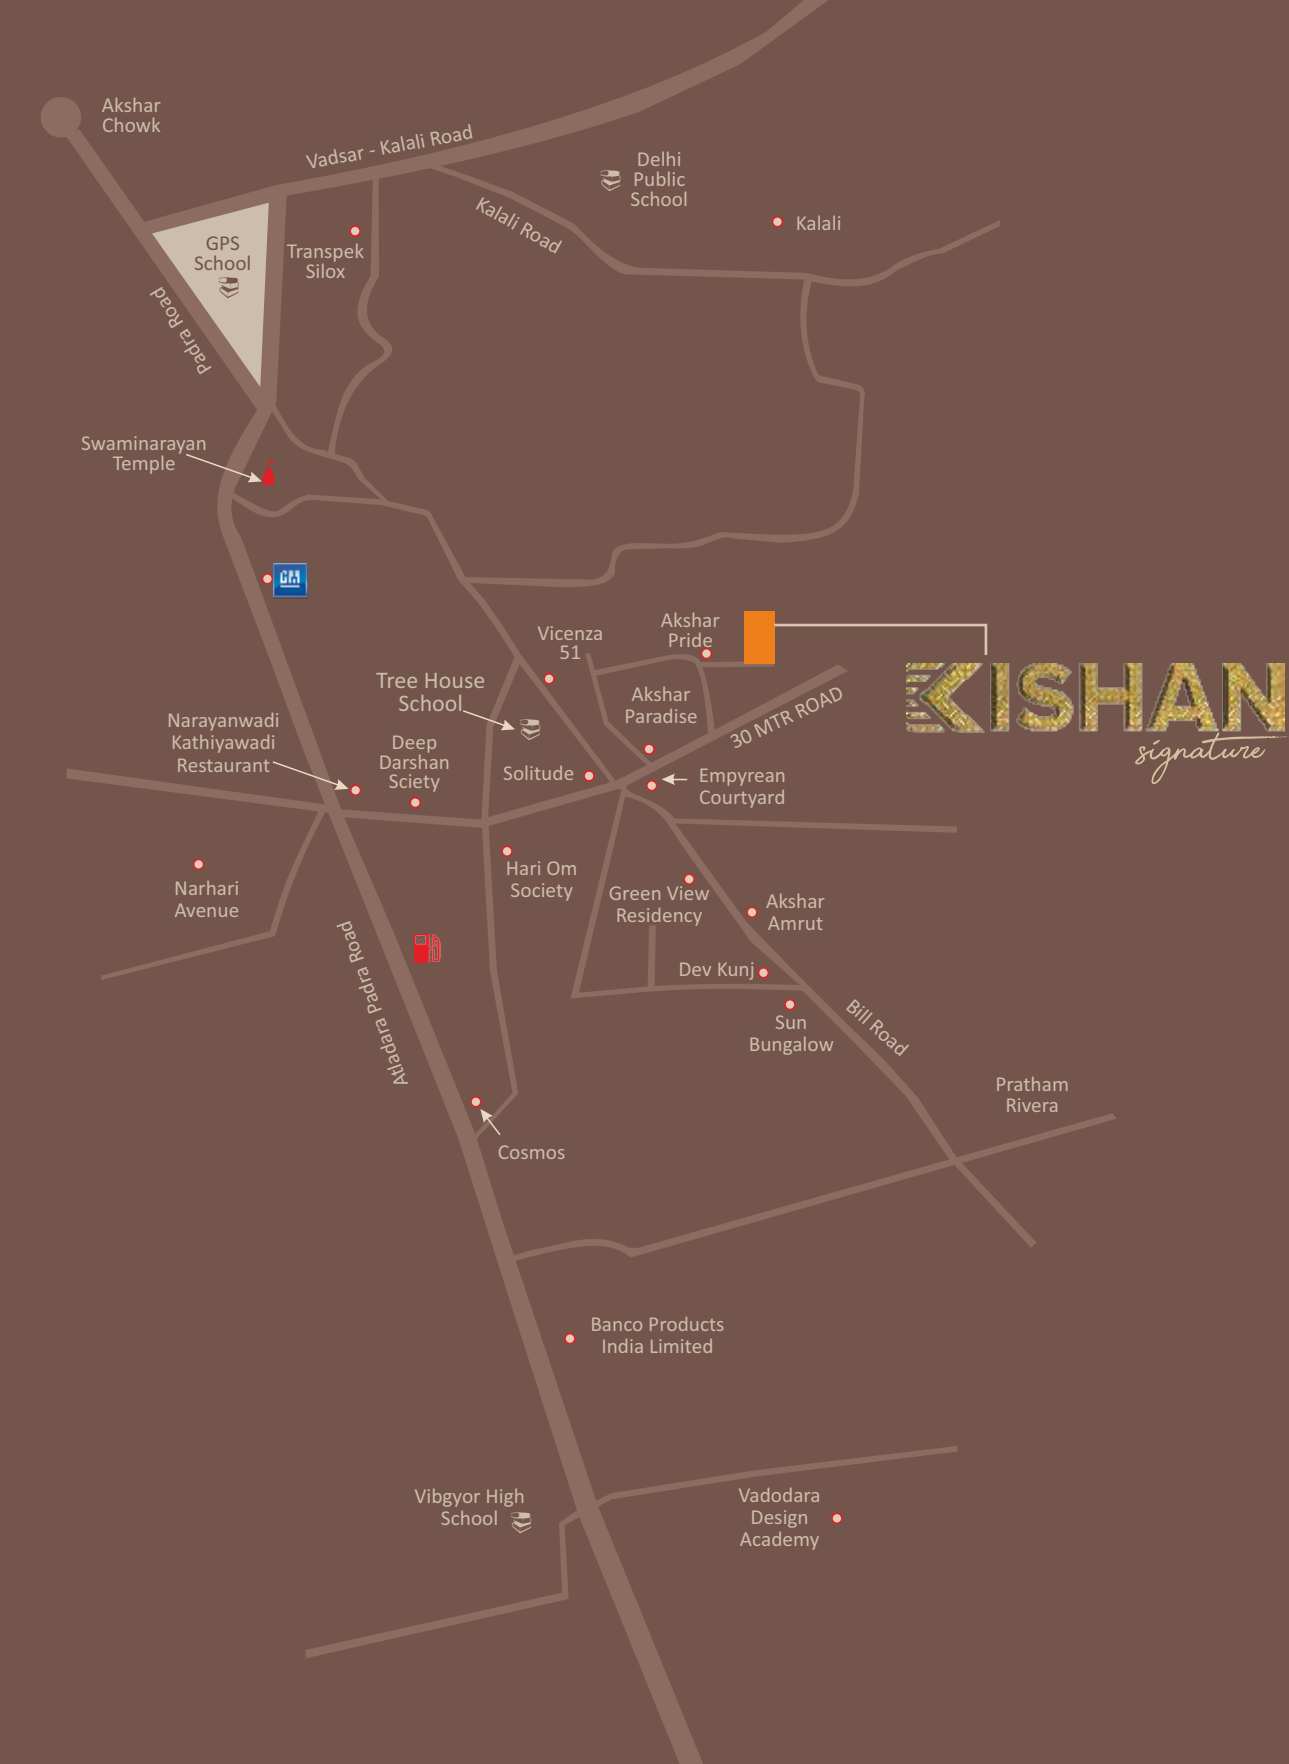 Akshar
Chowk
Vadsar - Kalali Road
Delhi
Public
School
Kalali Road
Kalali
GPS
School
Transpek
Silox
Padra Road
Swaminarayan
Temple
GM
Vicenza
51
Akshar
Pride
Tree House
School
Akshar
Paradise
30 MTR ROAD
KISHAN
signature
Narayanwadi
Kathiyawadi
Restaurant
Deep
Darshan
Sciety
Solitude
Empyrean
Courtyard
Hari Om
Society
Narhari
Avenue
Green View
Residency
Akshar
Amrut
Atladara Padra Road
Dev Kunj
Sun
Bungalow
Bill Road
Pratham
Rivera
Cosmos
Banco Products
India Limited
Vibgyor High
School
Vadodara
Design
Academy